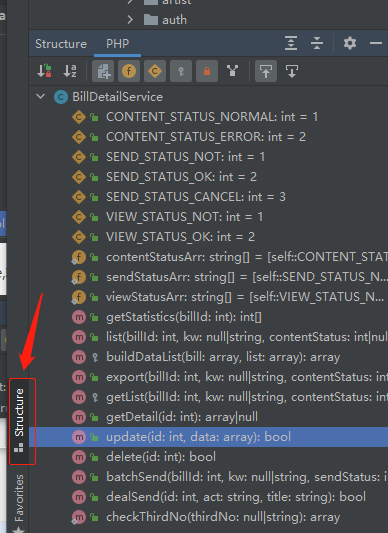 artist
auth
Structure PHP
BillDetailService
CONTENT_STATUS_NORMAL: int = 1
CONTENT_STATUS_ERROR: int = 2
SEND_STATUS_NOT: int = 1
SEND_STATUS_OK: int = 2
SEND_STATUS_CANCEL: int = 3
VIEW_STATUS_NOT: int = 1
VIEW_STATUS_OK: int = 2
contentStatusArr: string[] = [self::CONTENT_STAT
sendStatusArr: string[] = [self::SEND_STATUS_N...
viewStatusArr: string[] = [self::VIEW_STATUS_N...
getStatistics(billId: int): int[]
list(billId: int, kw: null|string, contentStatus: int|null
buildDataList(bill: array, list: array): array
export(billId: int, kw: null|string, contentStatus: int
getList(billId: int, kw: null|string, contentStatus: int
getDetail(id: int): array|null
update(id: int, data: array): bool
delete(id: int): bool
batchSend(billId: int, kw: null|string, sendStatus: i
dealSend(id: int, act: string, title: string): bool
checkThirdNo(thirdNo: null|string): array
Structure
Favorites